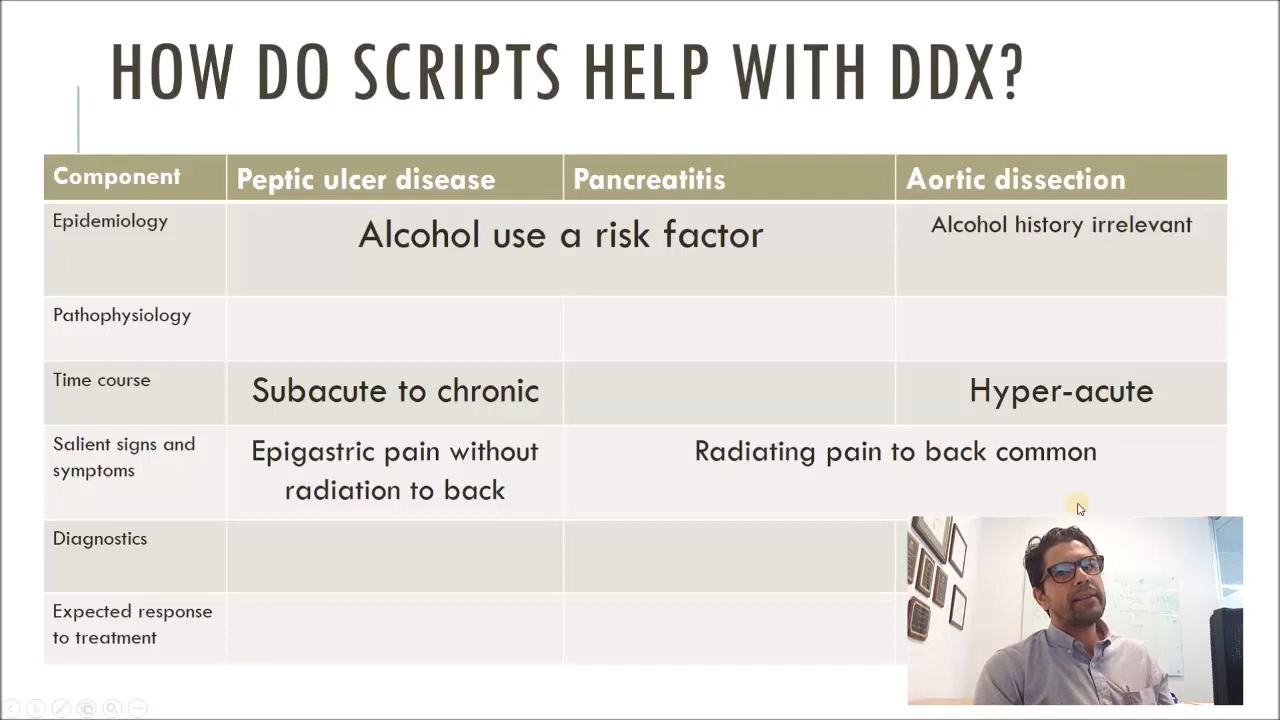 HOW DO SCRIPTS HELP WITH DDX?
Component
Peptic ulcer disease
Pancreatitis
Aortic dissection
Epidemiology
Alcohol use a risk factor
Alcohol history irrelevant
Pathophysiology
Time course
Subacute to chronic
Hyper-acute
Salient signs and
symptoms
Epigastric pain without
radiation to back
Radiating pain to back common
Diagnostics
Expected response
to treatment